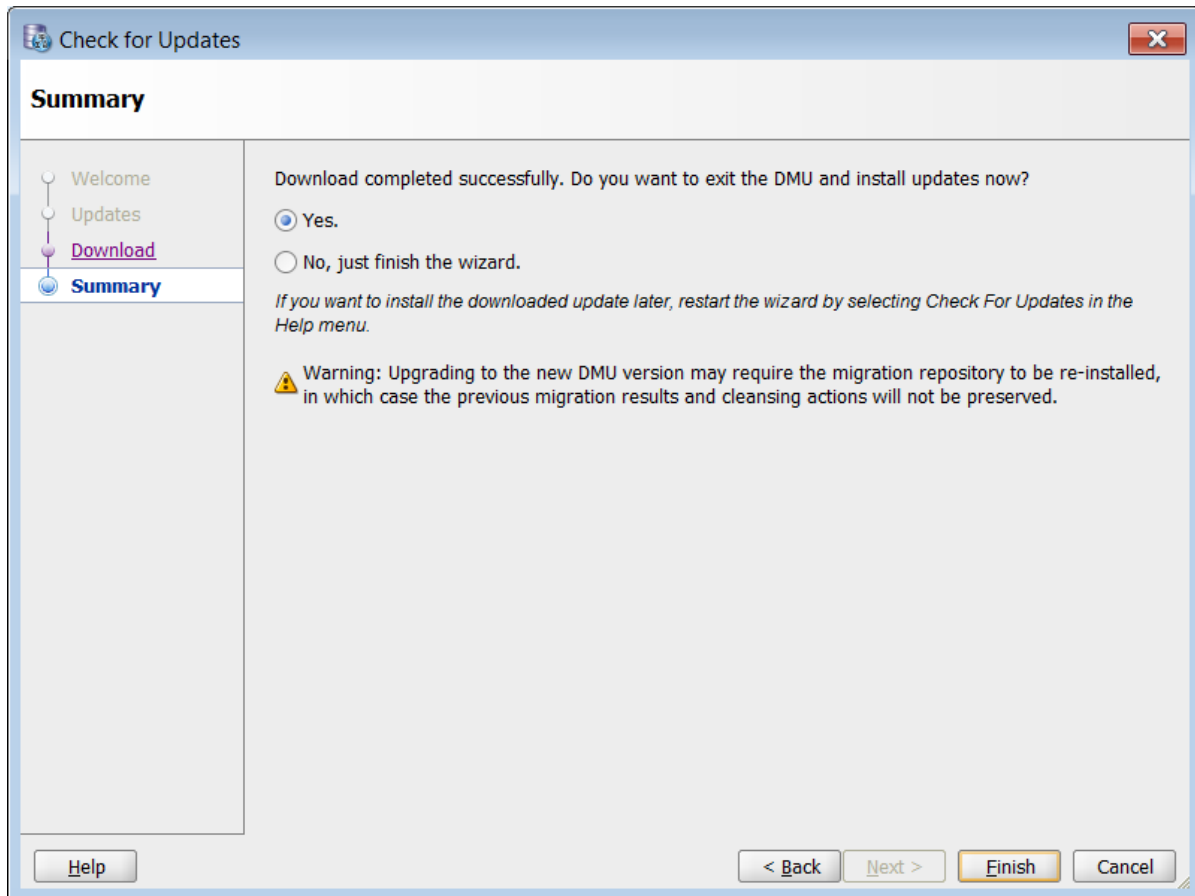 Check for Updates
Summary
Welcome
Updates
Download
Summary
Download completed successfully. Do you want to exit the DMU and install updates now?
Yes.
No, just finish the wizard.
If you want to install the downloaded update later, restart the wizard by selecting Check For Updates in the
Help menu.
Warning: Upgrading to the new DMU version may require the migration repository to be re-installed,
in which case the previous migration results and cleansing actions will not be preserved.
Help
< Back
Next >
Finish
Cancel